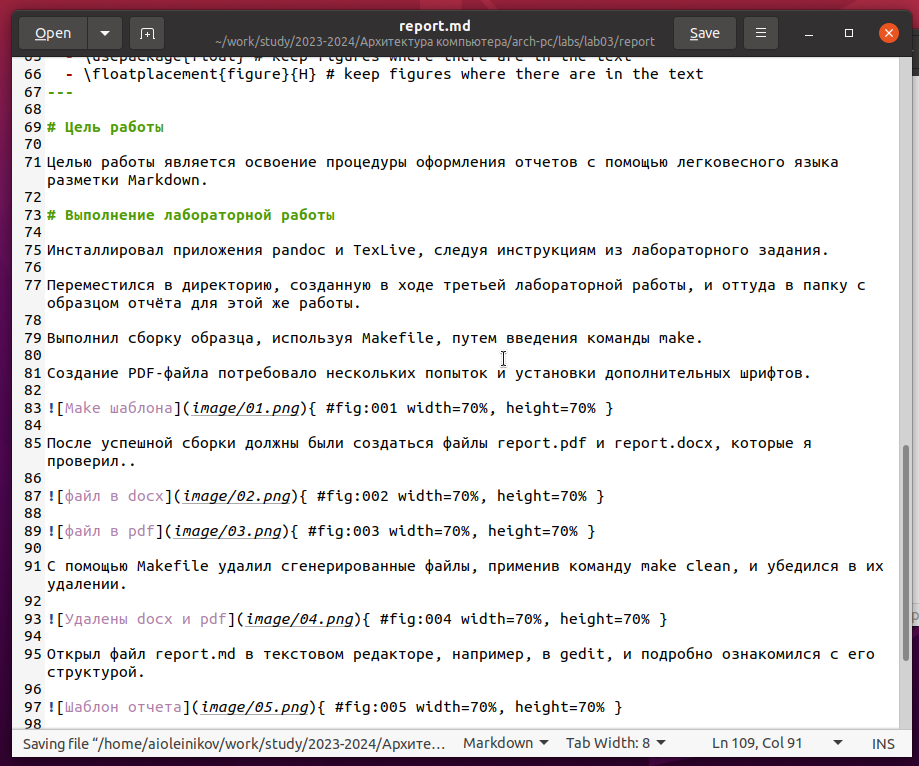 Open
report.md
~/work/study/2023-2024/Архитектура компьютера/arch-pc/labs/lab03/report
Save
65   - \usepackage{float} # keep figures where there are in the text
66   - \floatplacement{figure}{H} # keep figures where there are in the text
67 ---
68
69 # Цель работы
70
71 Целью работы является освоение процедуры оформления отчетов с помощью легковесного языка
разметки Markdown.
72
73 # Выполнение лабораторной работы
74
75 Инсталлировал приложения pandoc и TexLive, следуя инструкциям из лабораторного задания.
76
77 Переместился в директорию, созданную в ходе третьей лабораторной работы, и оттуда в папку с
образцом отчёта для этой же работы.
78
79 Выполнил сборку образца, используя Makefile, путем введения команды make.
80
81 Создание PDF-файла потребовало нескольких попыток и установки дополнительных шрифтов.
82
83 ![Make шаблона](image/01.png){ #fig:001 width=70%, height=70% }
84
85 После успешной сборки должны были создаться файлы report.pdf и report.docx, которые я
проверил..
86
87 ![файл в docx](image/02.png){ #fig:002 width=70%, height=70% }
88
89 ![файл в pdf](image/03.png){ #fig:003 width=70%, height=70% }
90
91 С помощью Makefile удалил сгенерированные файлы, применив команду make clean, и убедился в их
удалении.
92
93 ![Удалены docx и pdf](image/04.png){ #fig:004 width=70%, height=70% }
94
95 Открыл файл report.md в текстовом редакторе, например, в gedit, и подробно ознакомился с его
структурой.
96
97 ![Шаблон отчета](image/05.png){ #fig:005 width=70%, height=70% }
98
Saving file “/home/aioleinikov/work/study/2023-2024/Архите… Markdown Tab Width: 8 Ln 109, Col 91 INS